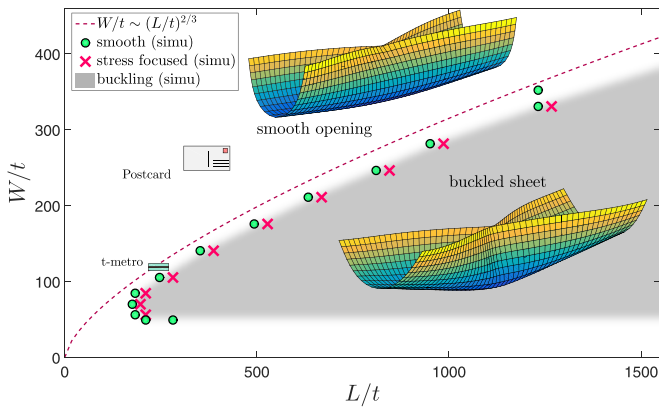 W/t ∼ (L/t)^{2/3}
smooth (simu)
stress focused (simu)
buckling (simu)
smooth opening
Postcard
buckled sheet
t-metro
W/t
400
300
200
100
0
0
500
1000
1500
L/t